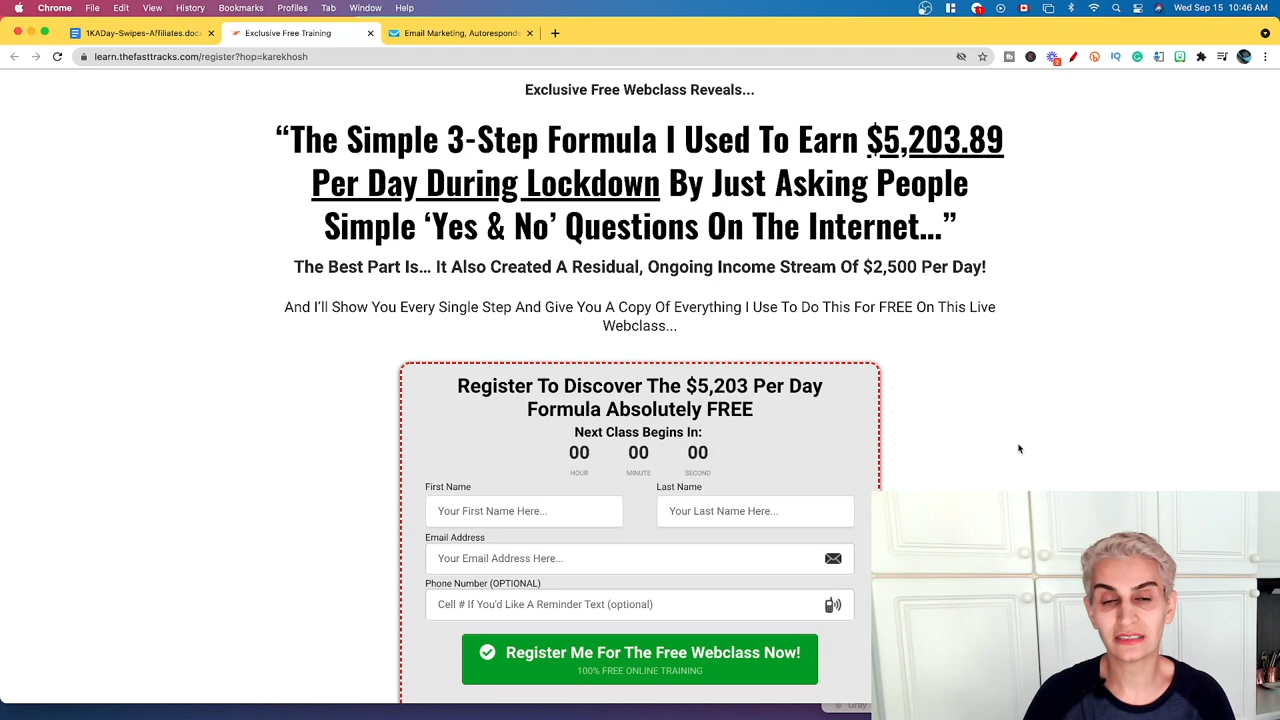 Chrome File Edit View History Bookmarks Profiles Tab Window Help
Wed Sep 15 10:46 AM
1KADay-Swipes-Affiliates.docx
Exclusive Free Training
Email Marketing, Autoresponde
learn.thefasttracks.com/register?hop=karekhosh
Exclusive Free Webclass Reveals...
“The Simple 3-Step Formula I Used To Earn $5,203.89
Per Day During Lockdown By Just Asking People
Simple ‘Yes & No’ Questions On The Internet…”
The Best Part Is… It Also Created A Residual, Ongoing Income Stream Of $2,500 Per Day!
And I’ll Show You Every Single Step And Give You A Copy Of Everything I Use To Do This For FREE On This Live
Webclass...
Register To Discover The $5,203 Per Day
Formula Absolutely FREE
Next Class Begins In:
00 00 00
HOUR MINUTE SECOND
First Name Last Name
Your First Name Here... Your Last Name Here...
Email Address
Your Email Address Here...
Phone Number (OPTIONAL)
Cell # If You'd Like A Reminder Text (optional)
Register Me For The Free Webclass Now!
100% FREE ONLINE TRAINING
Gray